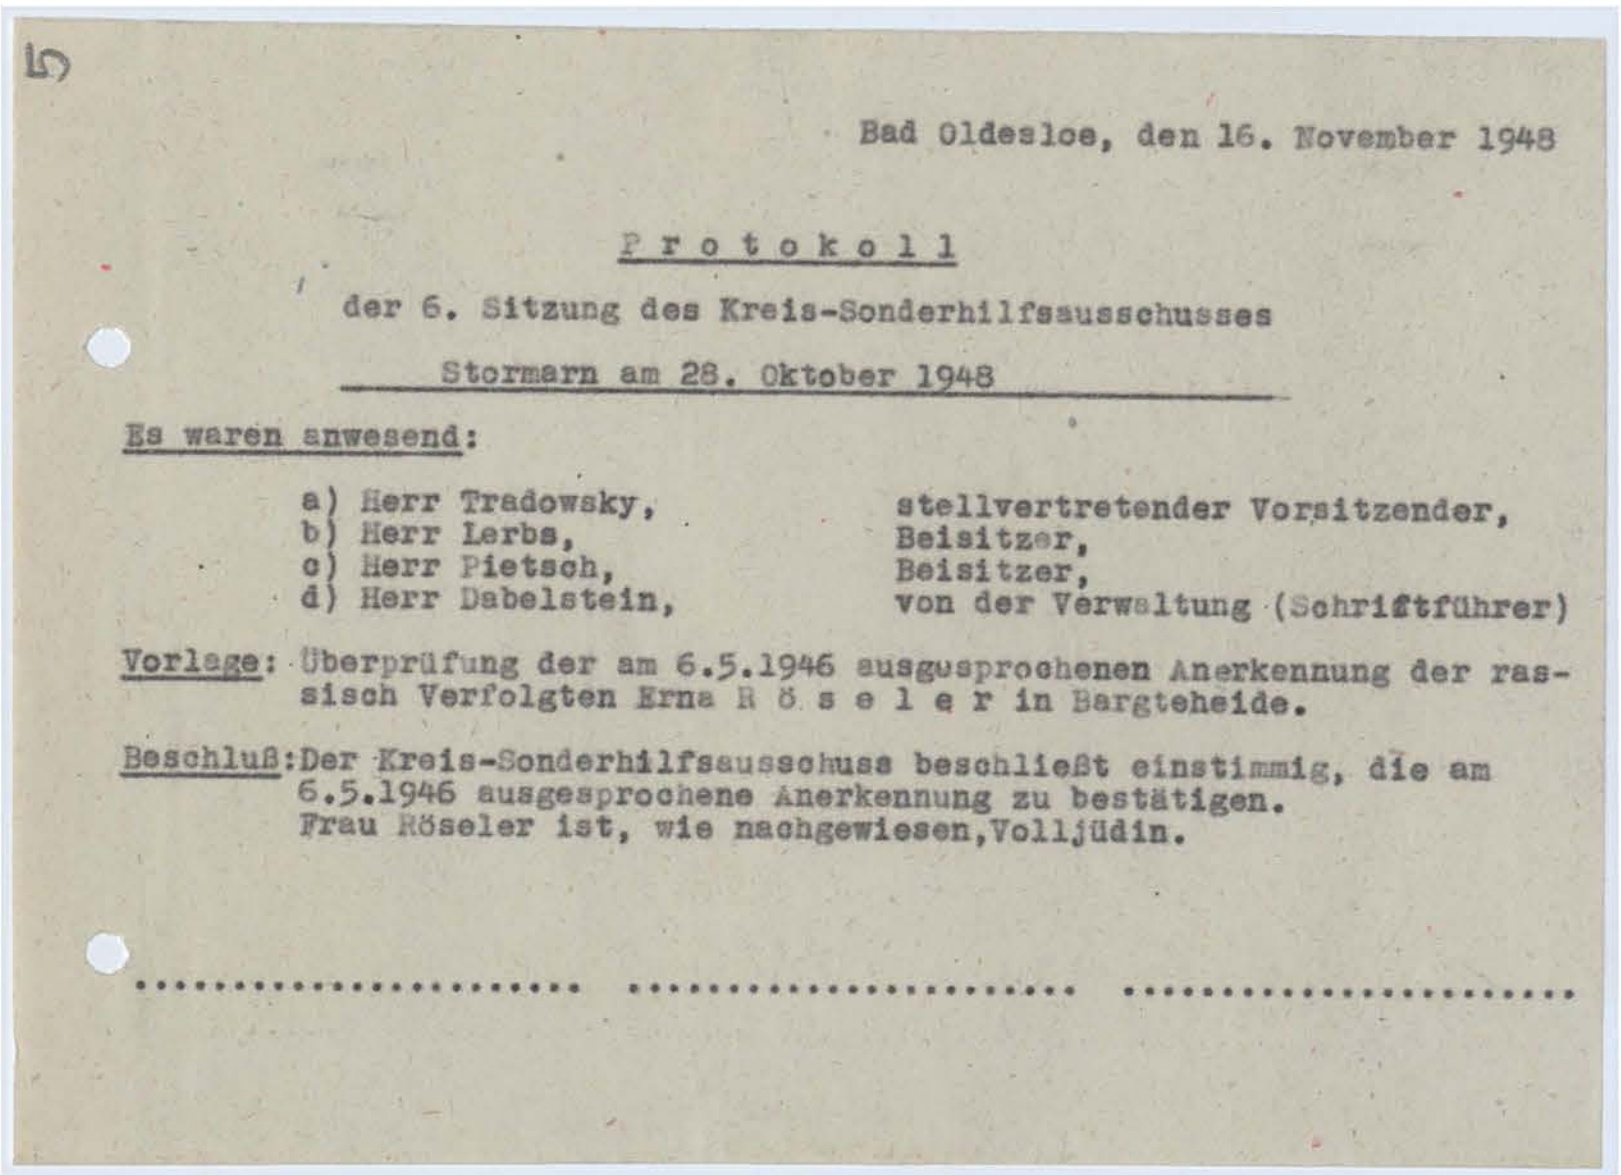 5
Bad Oldesloe, den 16. November 1948
P r o t o k o l l
der 6. Sitzung des Kreis-Sonderhilfsausschusses
Stormarn am 28. Oktober 1948
Es waren anwesend:
a) Herr Tradowsky, stellvertretender Vorsitzender,
b) Herr Lerbs, Beisitzer,
c) Herr Pietsch, Beisitzer,
d) Herr Dabelstein, von der Verwaltung (Schriftführer)
Vorlage: Überprüfung der am 6.5.1946 ausgesprochenen Anerkennung der ras-
sisch Verfolgten Erna R ö s e l e r in Bargteheide.
Beschluß:Der Kreis-Sonderhilfsausschuss beschließt einstimmig, die am
6.5.1946 ausgesprochene Anerkennung zu bestätigen.
Frau Röseler ist, wie nachgewiesen,Volljüdin.
....................... ....................... .......................